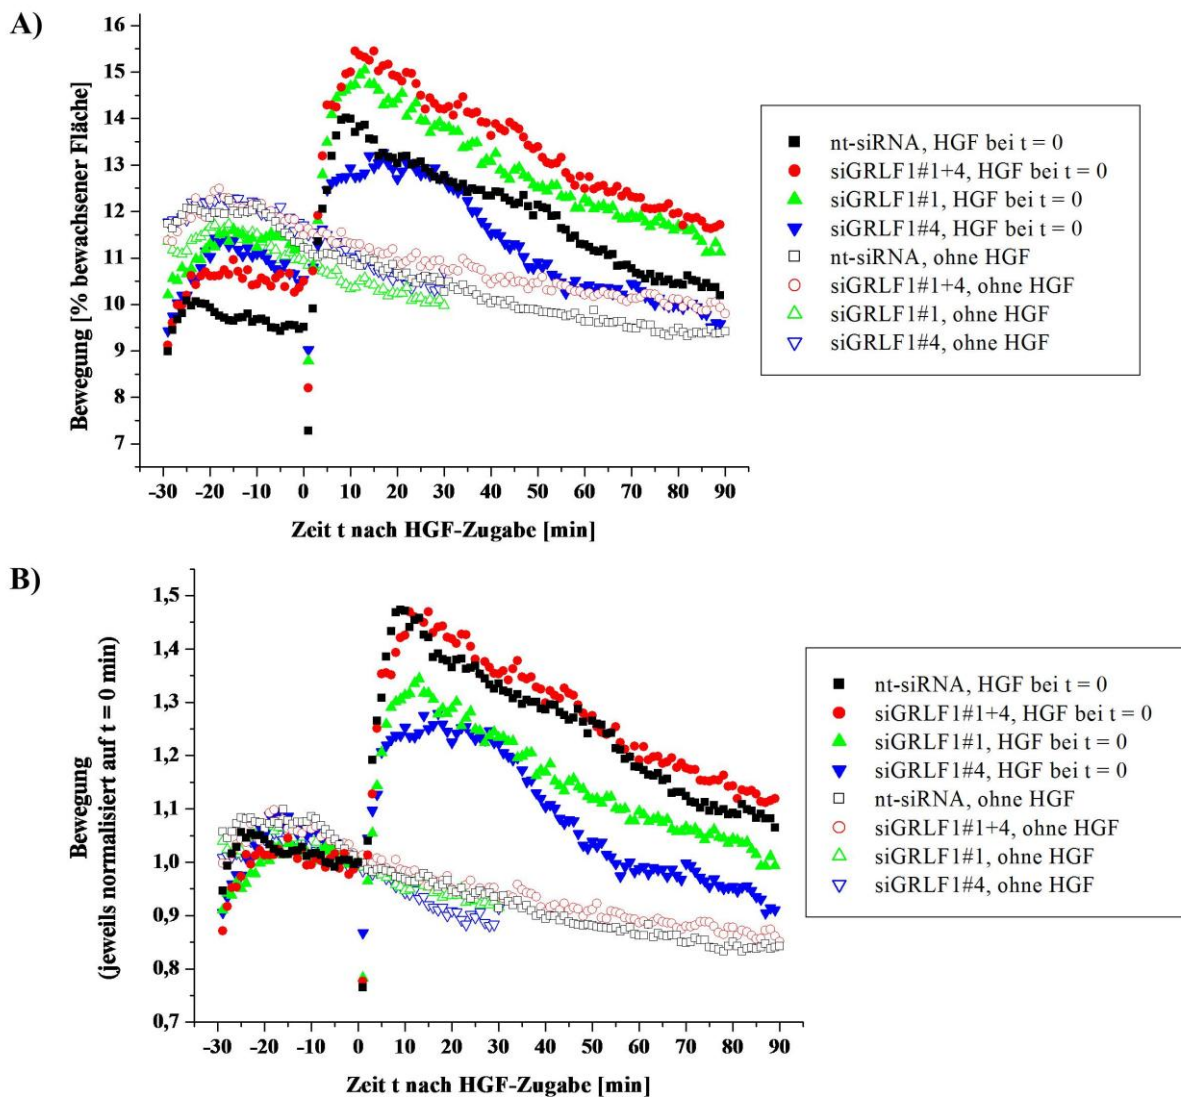 A)
16
15
14
13
12
11
10
9
8
7
Bewegung [% bewachsener Fläche]
-30 -20 -10 0 10 20 30 40 50 60 70 80 90
Zeit t nach HGF-Zugabe [min]
nt-siRNA, HGF bei t = 0
siGRLF1#1+4, HGF bei t = 0
siGRLF1#1, HGF bei t = 0
siGRLF1#4, HGF bei t = 0
nt-siRNA, ohne HGF
siGRLF1#1+4, ohne HGF
siGRLF1#1, ohne HGF
siGRLF1#4, ohne HGF
B)
1,5
1,4
1,3
1,2
1,1
1,0
0,9
0,8
0,7
Bewegung
(jeweils normalisiert auf t = 0 min)
-30 -20 -10 0 10 20 30 40 50 60 70 80 90
Zeit t nach HGF-Zugabe [min]
nt-siRNA, HGF bei t = 0
siGRLF1#1+4, HGF bei t = 0
siGRLF1#1, HGF bei t = 0
siGRLF1#4, HGF bei t = 0
nt-siRNA, ohne HGF
siGRLF1#1+4, ohne HGF
siGRLF1#1, ohne HGF
siGRLF1#4, ohne HGF